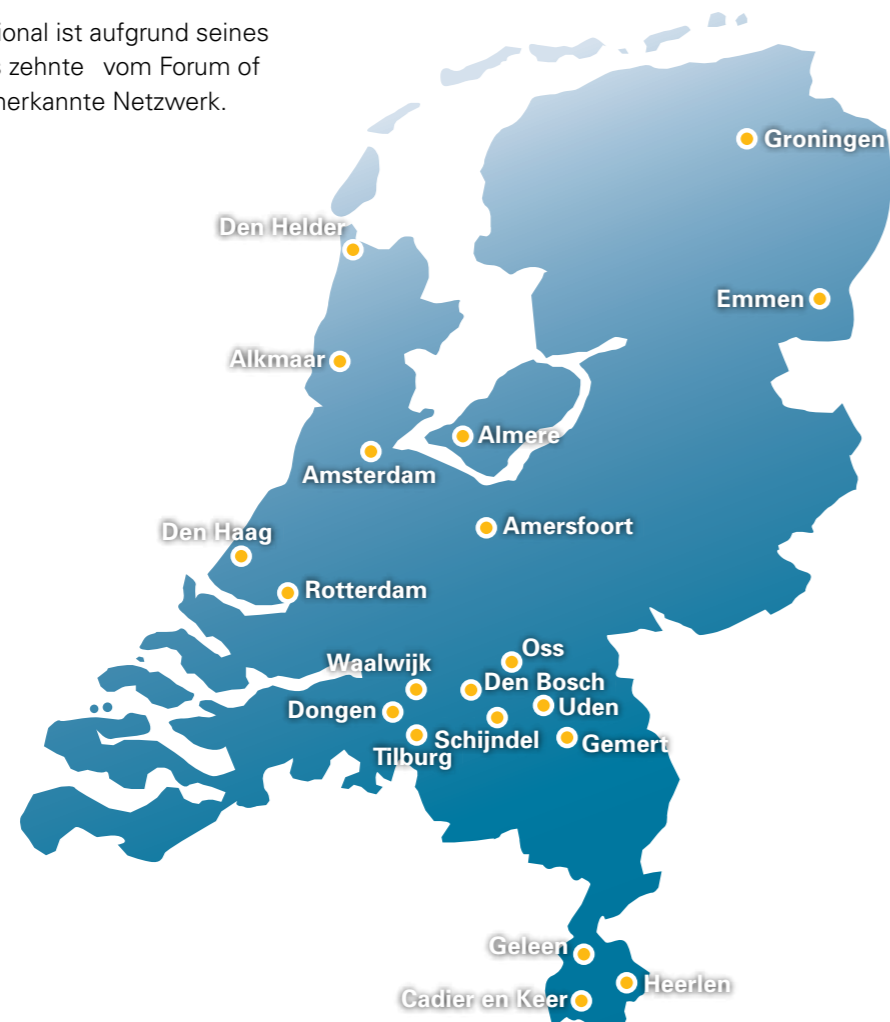 ional ist aufgrund seines
s zehnte vom Forum of
nerkannte Netzwerk.
Groningen
Den Helder
Emmen
Alkmaar
Almere
Amsterdam
Amersfoort
Den Haag
Rotterdam
Oss
Waalwijk
Den Bosch
Uden
Dongen
Schijndel
Gemert
Tilburg
Geleen
Heerlen
Cadier en Keer